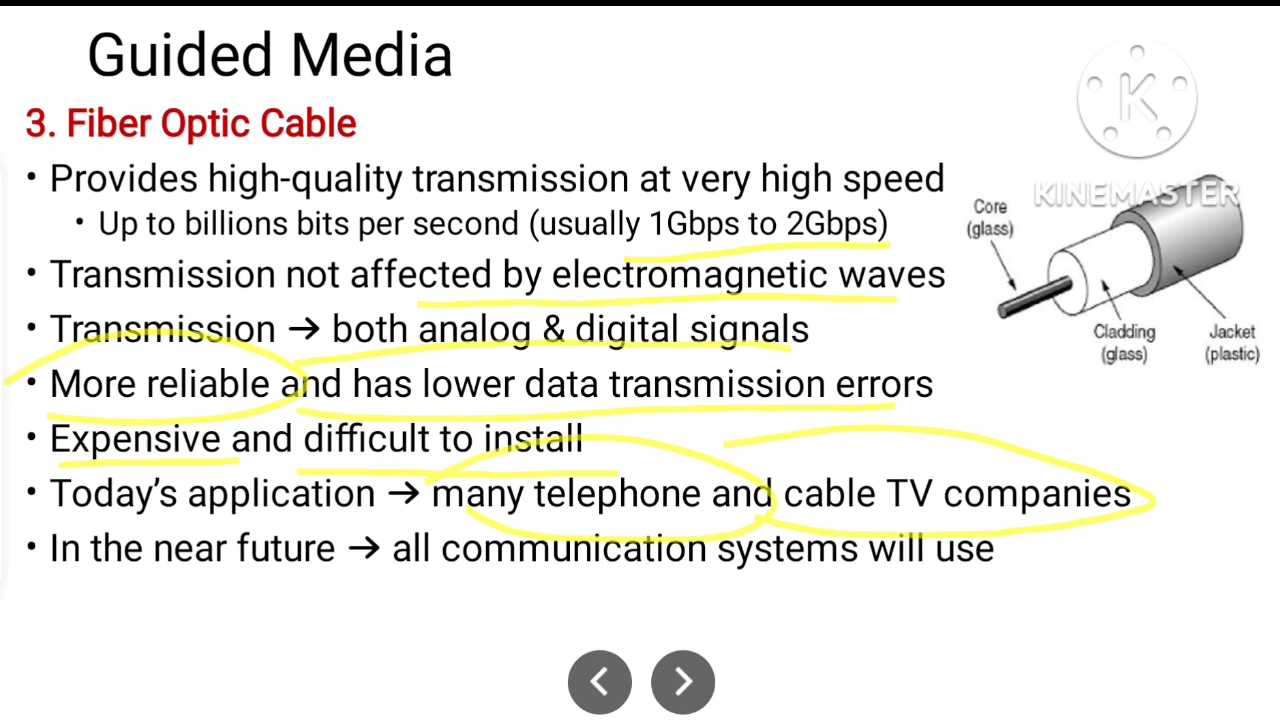 Guided Media
3. Fiber Optic Cable
• Provides high-quality transmission at very high speed
• Up to billions bits per second (usually 1Gbps to 2Gbps)
• Transmission not affected by electromagnetic waves
• Transmission → both analog & digital signals
• More reliable and has lower data transmission errors
• Expensive and difficult to install
• Today's application → many telephone and cable TV companies
• In the near future → all communication systems will use
K
KINEMASTER
Core
(glass)
Cladding
(glass)
Jacket
(plastic)